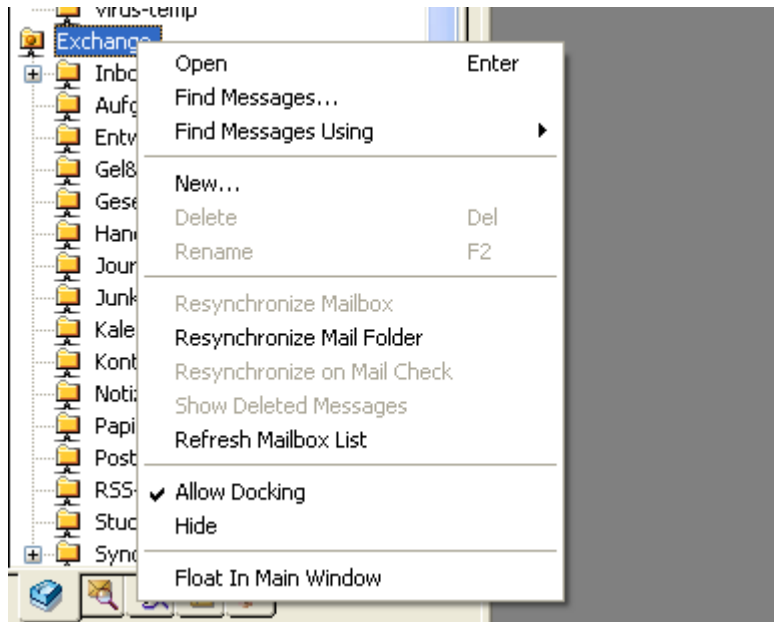 virus-temp
Exchange
Inbo
Aufg
Entw
Gelö
Gese
Hand
Jour
Junk
Kale
Kont
Notiz
Papi
Post
RSS-
Stud
Sync
Open Enter
Find Messages...
Find Messages Using
New...
Delete Del
Rename F2
Resynchronize Mailbox
Resynchronize Mail Folder
Resynchronize on Mail Check
Show Deleted Messages
Refresh Mailbox List
Allow Docking
Hide
Float In Main Window